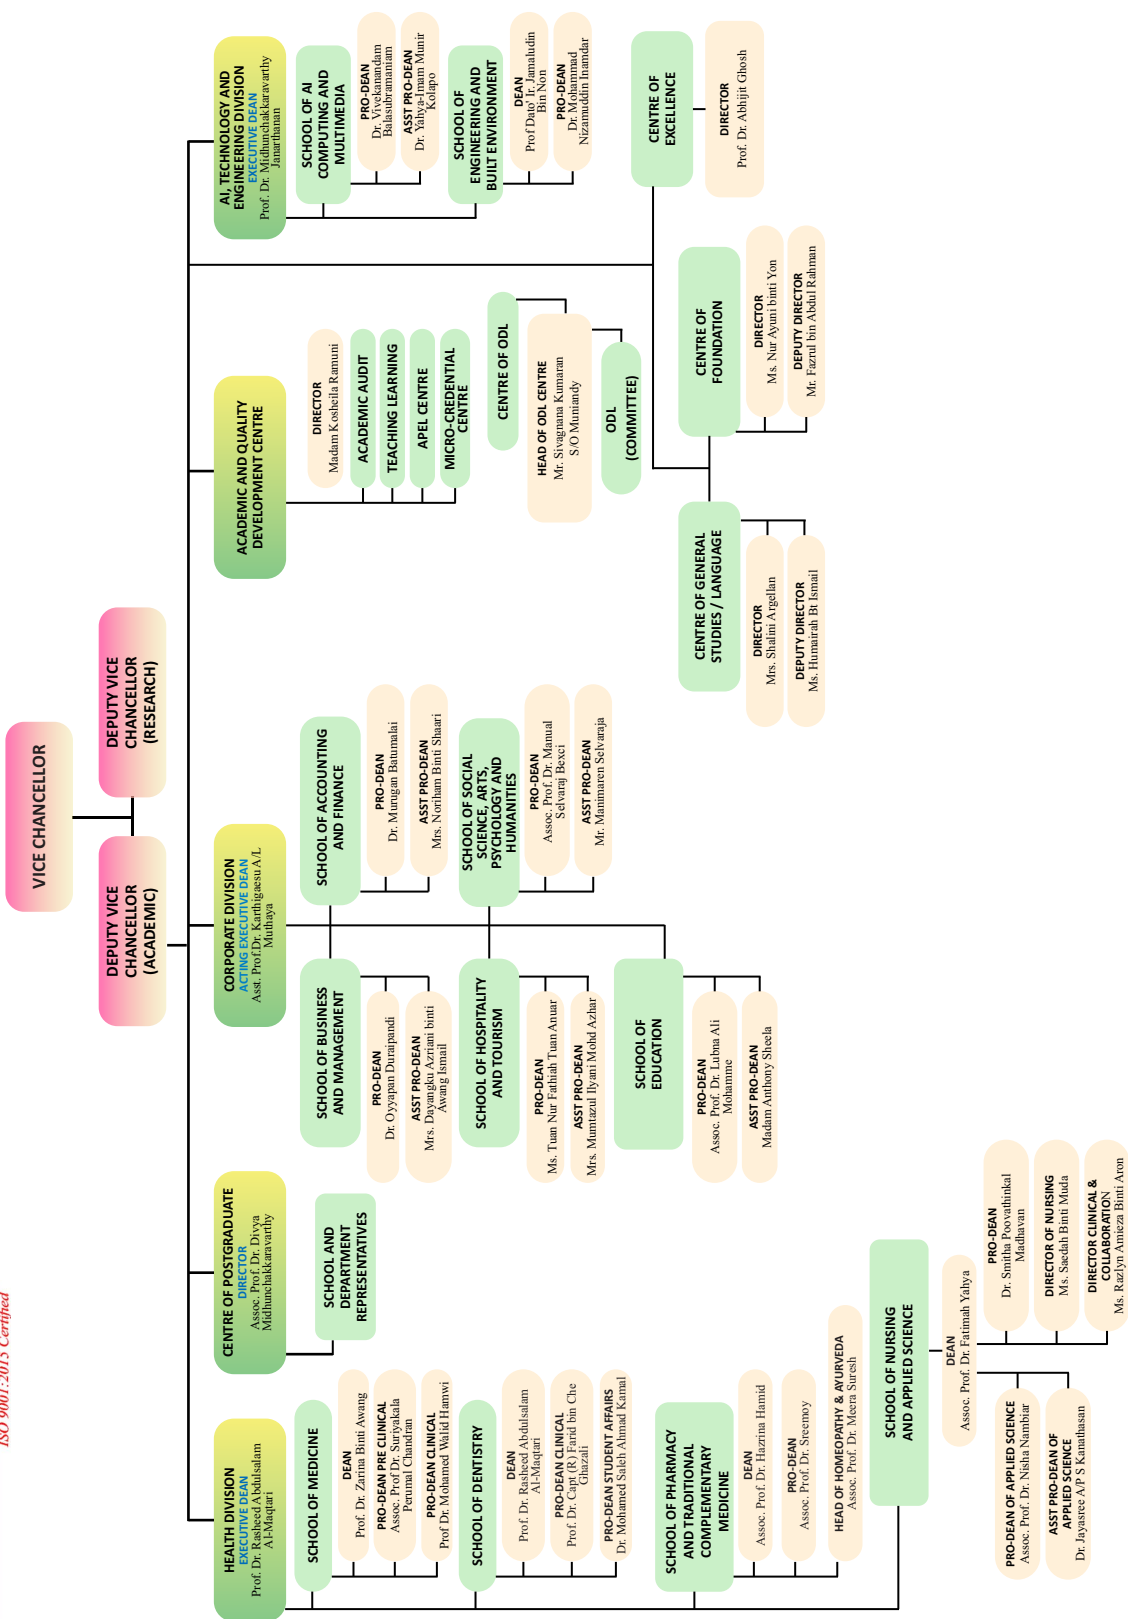 ISO 9001:2015 Certified
VICE CHANCELLOR
DEPUTY VICE
CHANCELLOR
(ACADEMIC)
DEPUTY VICE
CHANCELLOR
(RESEARCH)
HEALTH DIVISION
EXECUTIVE DEAN
Prof. Dr. Rasheed Abdulsalam
Al-Maqtari
SCHOOL OF MEDICINE
DEAN
Prof. Dr. Zarina Binti Awang
PRO-DEAN PRE CLINICAL
Assoc. Prof Dr. Suriyakala
Perumal Chandran
PRO-DEAN CLINICAL
Prof Dr. Mohamed Walid Hamwi
SCHOOL OF DENTISTRY
DEAN
Prof. Dr. Rasheed Abdulsalam
Al-Maqtari
PRO-DEAN CLINICAL
Prof. Dr. Capt (R) Farid bin Che
Ghazali
PRO-DEAN STUDENT AFFAIRS
Dr. Mohamed Saleh Ahmad Kamal
SCHOOL OF PHARMACY
AND TRADITIONAL
COMPLEMENTARY
MEDICINE
DEAN
Assoc. Prof. Dr. Hazrina Hamid
PRO-DEAN
Assoc. Prof. Dr. Sreemoy
HEAD OF HOMEOPATHY & AYURVEDA
Assoc. Prof. Dr. Meera Suresh
SCHOOL OF NURSING
AND APPLIED SCIENCE
DEAN
Assoc. Prof. Dr. Fatimah Yahya
PRO-DEAN OF APPLIED SCIENCE
Assoc. Prof. Dr. Nisha Nambiar
ASST PRO-DEAN OF
APPLIED SCIENCE
Dr. Jayasree A/P S Kanathasan
PRO-DEAN
Dr. Smitha Poovathinkal
Madhavan
DIRECTOR OF NURSING
Ms. Saedah Binti Muda
DIRECTOR CLINICAL &
COLLABORATION
Ms. Razlyn Amieza Binti Aron
CENTRE OF POSTGRADUATE
DIRECTOR
Assoc. Prof. Dr. Divya
Midhunchakkaravarthy
SCHOOL AND
DEPARTMENT
REPRESENTATIVES
CORPORATE DIVISION
ACTING EXECUTIVE DEAN
Asst. Prof.Dr. Karthigaesu A/L
Muthaya
SCHOOL OF BUSINESS
AND MANAGEMENT
PRO-DEAN
Dr. Oyyapan Duraipandi
ASST PRO-DEAN
Mrs. Dayangku Azriani binti
Awang Ismail
SCHOOL OF ACCOUNTING
AND FINANCE
PRO-DEAN
Dr. Murugan Batumalai
ASST PRO-DEAN
Mrs. Noriham Binti Shaari
SCHOOL OF HOSPITALITY
AND TOURISM
PRO-DEAN
Ms. Tuan Nur Fathiah Tuan Anuar
ASST PRO-DEAN
Mrs. Mumtazul Ilyani Mohd Azhar
SCHOOL OF SOCIAL
SCIENCE, ARTS,
PSYCHOLOGY AND
HUMANITIES
PRO-DEAN
Assoc. Prof. Dr. Manual
Selvaraj Bexci
ASST PRO-DEAN
Mr. Manimaren Selvaraja
SCHOOL OF
EDUCATION
PRO-DEAN
Assoc. Prof. Dr. Lubna Ali
Mohamme
ASST PRO-DEAN
Madam Anthony Sheela
ACADEMIC AND QUALITY
DEVELOPMENT CENTRE
DIRECTOR
Madam Kosheila Ramuni
ACADEMIC AUDIT
TEACHING LEARNING
APEL CENTRE
MICRO-CREDENTIAL
CENTRE
CENTRE OF ODL
HEAD OF ODL CENTRE
Mr. Sivagnana Kumaran
S/O Muniandy
ODL
(COMMITTEE)
CENTRE OF GENERAL
STUDIES / LANGUAGE
DIRECTOR
Mrs. Shalini Argellan
DEPUTY DIRECTOR
Ms. Humairah Bt Ismail
CENTRE OF
FOUNDATION
DIRECTOR
Ms. Nur Ayuni binti Yon
DEPUTY DIRECTOR
Mr. Fazrul bin Abdul Rahman
AI, TECHNOLOGY AND
ENGINEERING DIVISION
EXECUTIVE DEAN
Prof. Dr. Midhunchakkaravarthy
Janarthanan
SCHOOL OF AI
COMPUTING AND
MULTIMEDIA
PRO-DEAN
Dr. Vivekanandam
Balasubramaniam
ASST PRO-DEAN
Dr. Yahya-Imam Munir
Kolapo
SCHOOL OF
ENGINEERING AND
BUILT ENVIRONMENT
DEAN
Prof Dato' Ir. Jamaludin
Bin Non
PRO-DEAN
Dr. Mohammad
Nizamuddin Inamdar
CENTRE OF
EXCELLENCE
DIRECTOR
Prof. Dr. Abhijit Ghosh